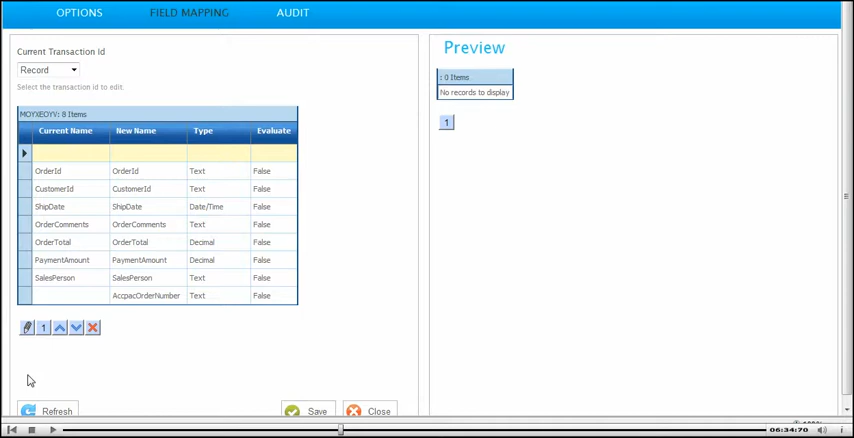 OPTIONS FIELD MAPPING AUDIT
Current Transaction Id
Record
Select the transaction id to edit.
MOYXEOYV: 8 Items
Current Name New Name Type Evaluate
OrderId OrderId Text False
CustomerId CustomerId Text False
ShipDate ShipDate Date/Time False
OrderComments OrderComments Text False
OrderTotal OrderTotal Decimal False
PaymentAmount PaymentAmount Decimal False
SalesPerson SalesPerson Text False
AccpacOrderNumber Text False
1
Refresh Save Close
Preview
: 0 Items
No records to display
1
06:34:70